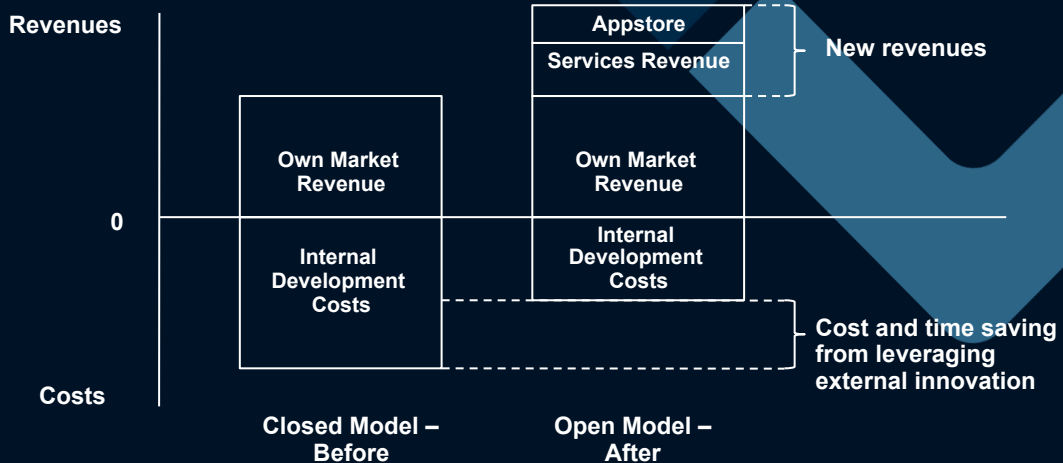 Revenues
Appstore
Services Revenue
New revenues
Own Market
Revenue
Own Market
Revenue
0
Internal
Development
Costs
Internal
Development
Costs
Cost and time saving
from leveraging
external innovation
Costs
Closed Model –
Before
Open Model –
After